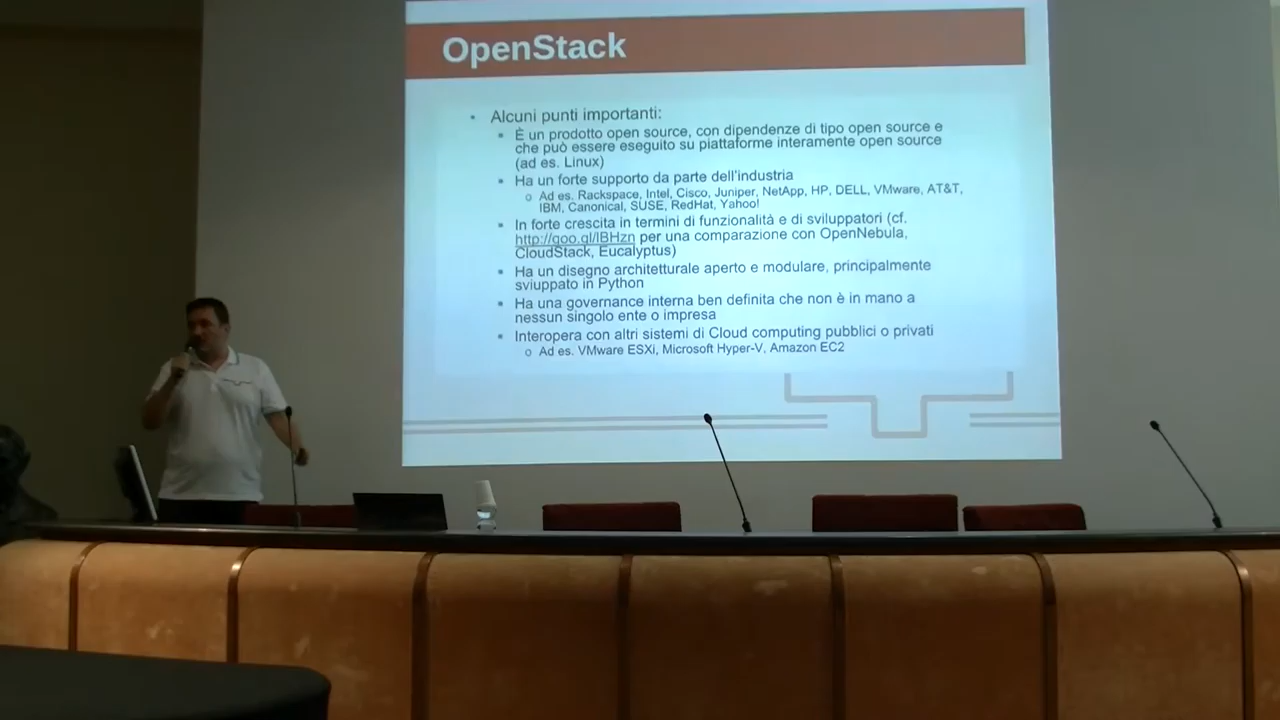 OpenStack
Alcuni punti importanti:
È un prodotto open source, con dipendenze di tipo open source e
che può essere eseguito su piattaforme interamente open source
(ad es. Linux)
Ha un forte supporto da parte dell'industria
Ad es. Rackspace, Intel, Cisco, Juniper, NetApp, HP, DELL, VMware, AT&T,
IBM, Canonical, SUSE, RedHat, Yahoo!
In forte crescita in termini di funzionalità e di sviluppatori (cf.
http://goo.gl/IBHzn per una comparazione con OpenNebula,
CloudStack, Eucalyptus)
Ha un disegno architetturale aperto e modulare, principalmente
sviuppato in Python
Ha una governance interna ben definita che non è in mano a
nessun singolo ente o impresa
Interopera con altri sistemi di Cloud computing pubblici o privati
Ad es. VMware ESXi, Microsoft Hyper-V, Amazon EC2